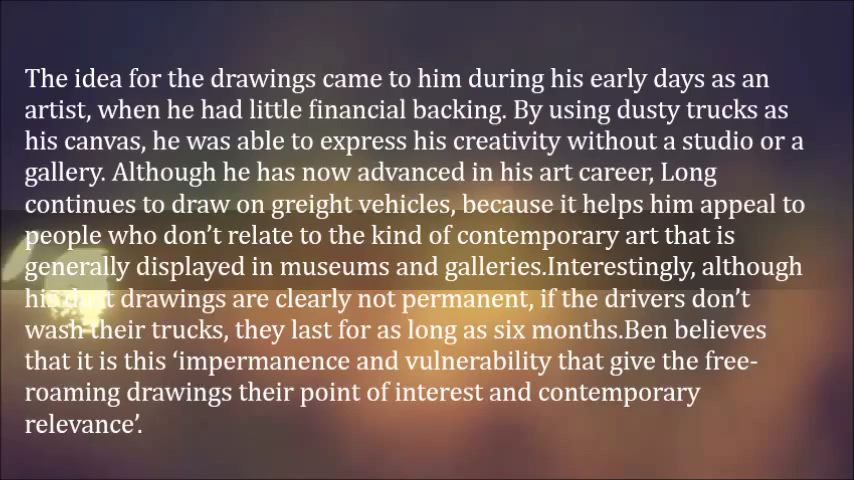 The idea for the drawings came to him during his early days as an
artist, when he had little financial backing. By using dusty trucks as
his canvas, he was able to express his creativity without a studio or a
gallery. Although he has now advanced in his art career, Long
continues to draw on greight vehicles, because it helps him appeal to
people who don’t relate to the kind of contemporary art that is
generally displayed in museums and galleries.Interestingly, although
his dust drawings are clearly not permanent, if the drivers don’t
wash their trucks, they last for as long as six months.Ben believes
that it is this ‘impermanence and vulnerability that give the free-
roaming drawings their point of interest and contemporary
relevance’.